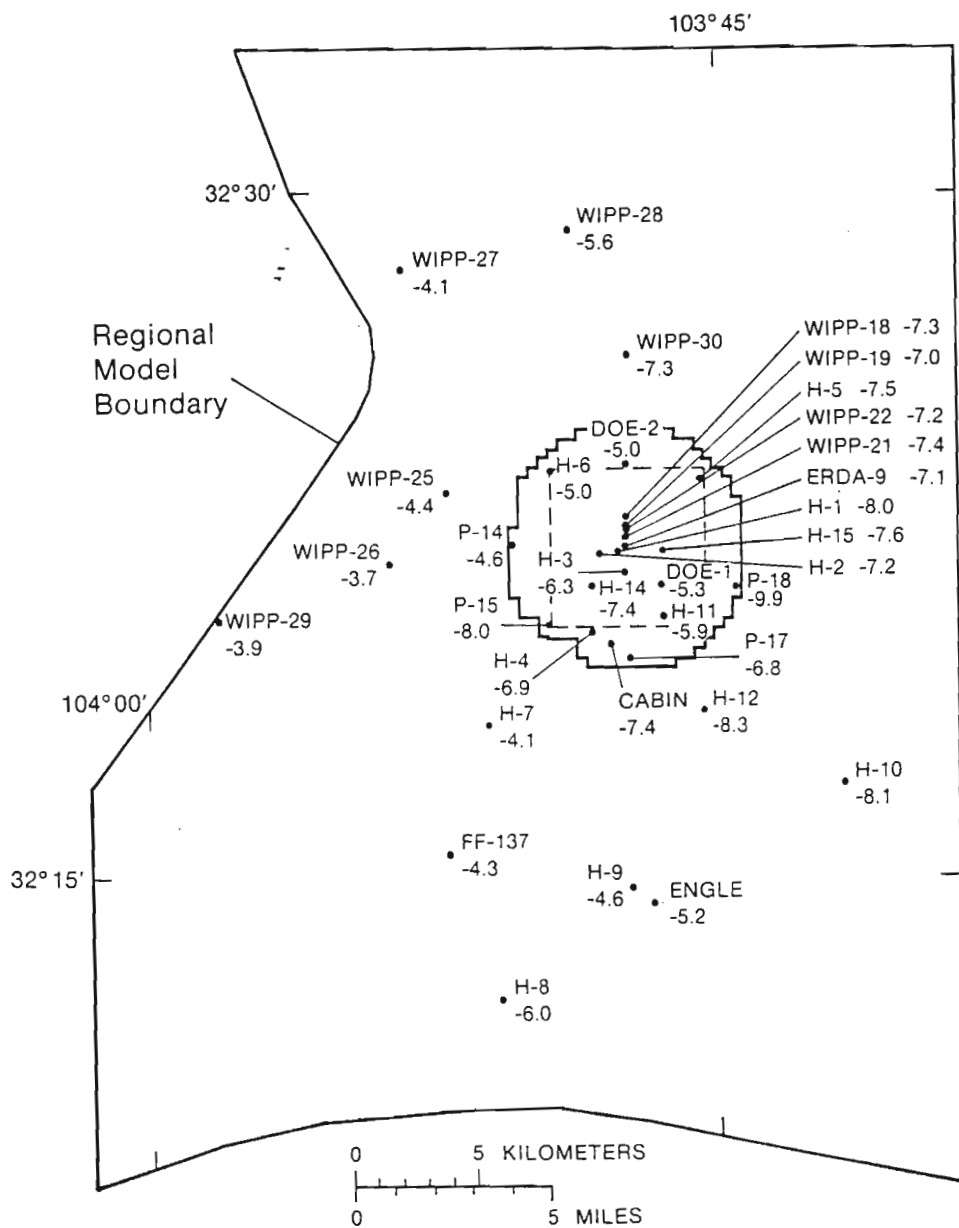 103°45'
32°30'
WIPP-28
-5.6
WIPP-27
-4.1
Regional
Model
Boundary
WIPP-18 -7.3
WIPP-30
-7.3
WIPP-19 -7.0
H-5 -7.5
WIPP-22 -7.2
DOE-2
-5.0
WIPP-21 -7.4
H-6
-5.0
ERDA-9 -7.1
WIPP-25
-4.4
H-1 -8.0
P-14
-4.6
H-15 -7.6
WIPP-26
-3.7
H-3
-6.3
H-2 -7.2
DOE-1
-5.3
P-18
-9.9
H-14
-7.4
P-15
-8.0
H-11
-5.9
WIPP-29
-3.9
P-17
-6.8
H-4
-6.9
CABIN
-7.4
104°00'
H-7
-4.1
H-12
-8.3
H-10
-8.1
FF-137
-4.3
32°15'
H-9
-4.6
ENGLE
-5.2
H-8
-6.0
0 5 KILOMETERS
0 5 MILES